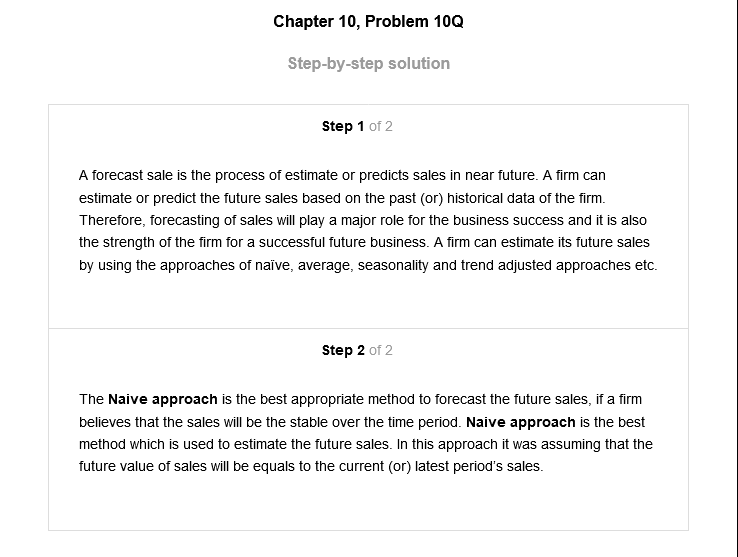 Chapter 10, Problem 10Q
Step-by-step solution
Step 1 of 2
A forecast sale is the process of estimate or predicts sales in near future. A firm can
estimate or predict the future sales based on the past (or) historical data of the firm.
Therefore, forecasting of sales will play a major role for the business success and it is also
the strength of the firm for a successful future business. A firm can estimate its future sales
by using the approaches of naïve, average, seasonality and trend adjusted approaches etc.
Step 2 of 2
The Naive approach is the best appropriate method to forecast the future sales, if a firm
believes that the sales will be the stable over the time period. Naive approach is the best
method which is used to estimate the future sales. In this approach it was assuming that the
future value of sales will be equals to the current (or) latest period's sales.